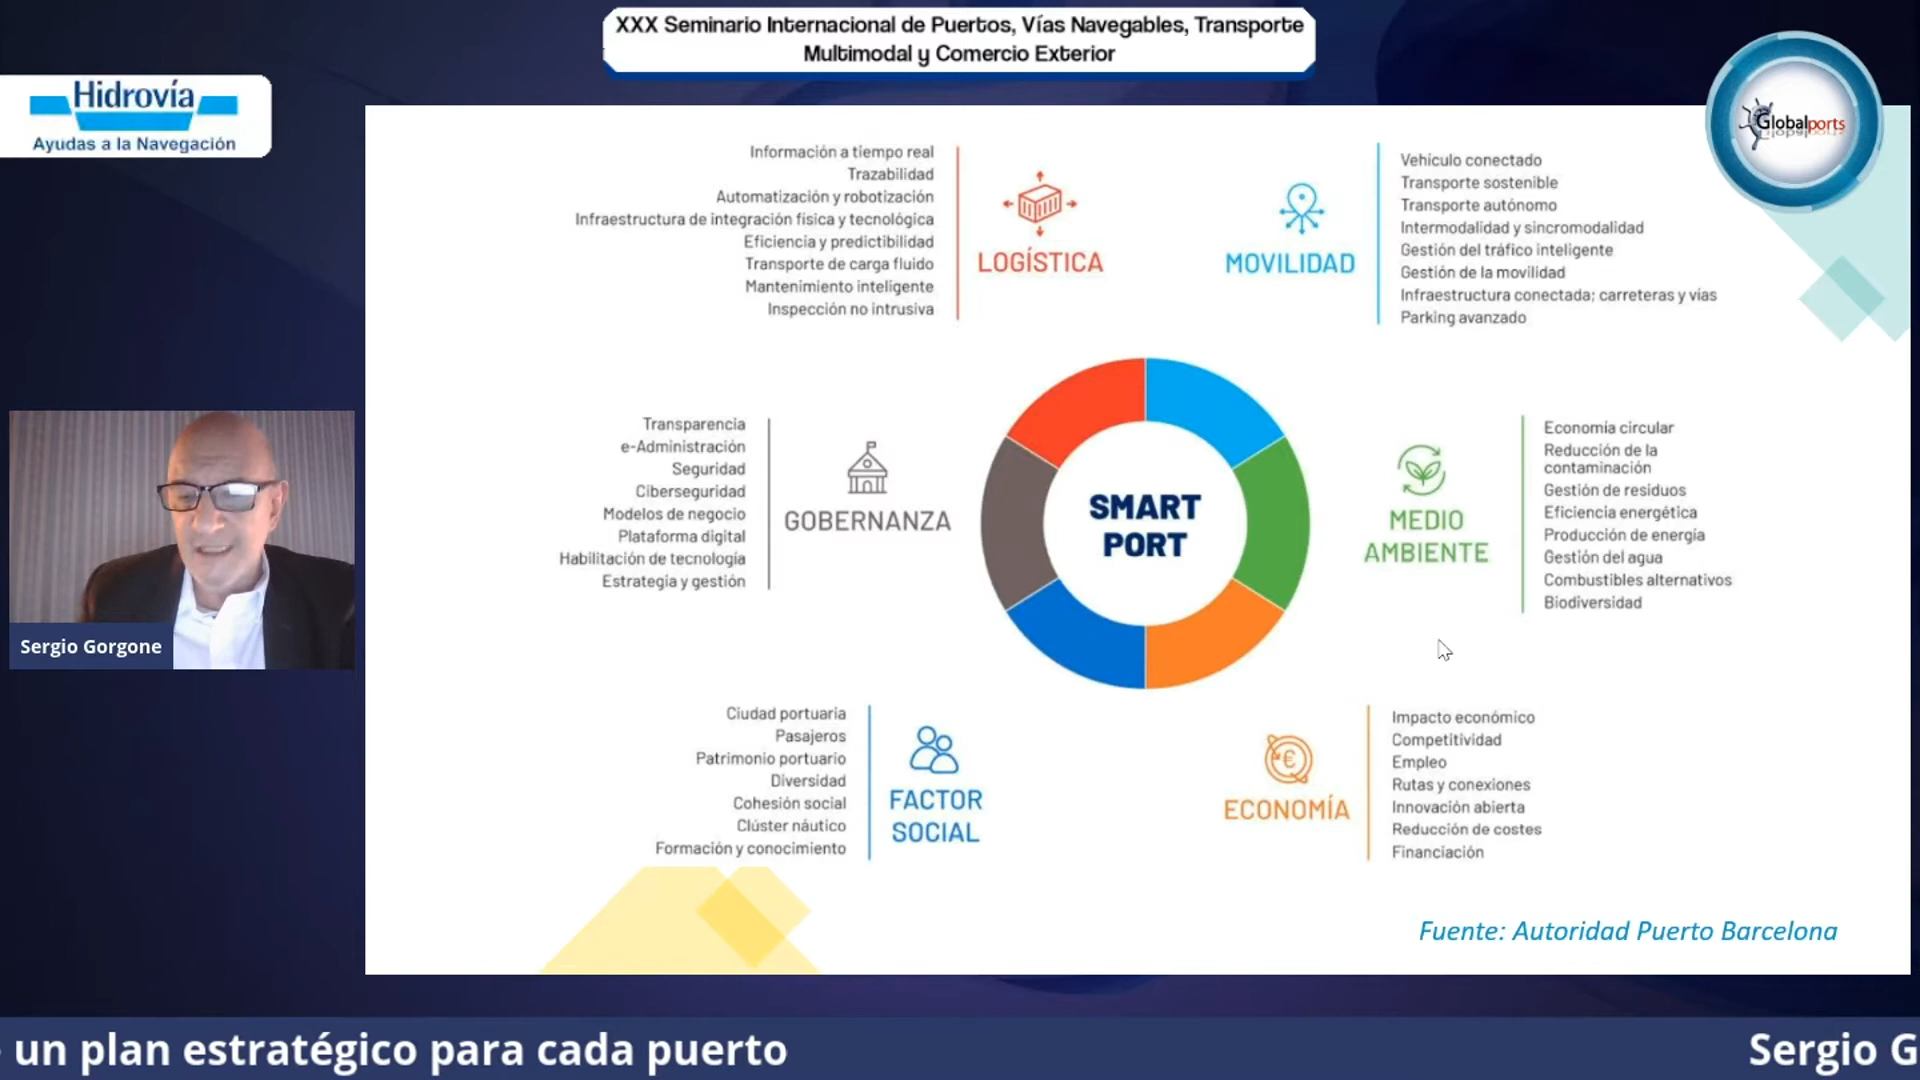 XXX Seminario Internacional de Puertos, Vías Navegables, Transporte
Multimodal y Comercio Exterior
Hidrovía
Ayudas a la Navegación
Globalports
Información a tiempo real
Trazabilidad
Automatización y robotización
Infraestructura de integración física y tecnológica
Eficiencia y predictibilidad
Transporte de carga fluido
Mantenimiento inteligente
Inspección no intrusiva
LOGÍSTICA
MOVILIDAD
Vehículo conectado
Transporte sostenible
Transporte autónomo
Intermodalidad y sincromodalidad
Gestión del tráfico inteligente
Gestión de la movilidad
Infraestructura conectada; carreteras y vías
Parking avanzado
Transparencia
e-Administración
Seguridad
Ciberseguridad
Modelos de negocio
Plataforma digital
Habilitación de tecnología
Estrategia y gestión
GOBERNANZA
SMART
PORT
MEDIO
AMBIENTE
Economía circular
Reducción de la
contaminación
Gestión de residuos
Eficiencia energética
Producción de energía
Gestión del agua
Combustibles alternativos
Biodiversidad
Sergio Gorgone
Ciudad portuaria
Pasajeros
Patrimonio portuario
Diversidad
Cohesión social
Clúster náutico
Formación y conocimiento
FACTOR
SOCIAL
€
ECONOMÍA
Impacto económico
Competitividad
Empleo
Rutas y conexiones
Innovación abierta
Reducción de costes
Financiación
Fuente: Autoridad Puerto Barcelona
un plan estratégico para cada puerto
Sergio G